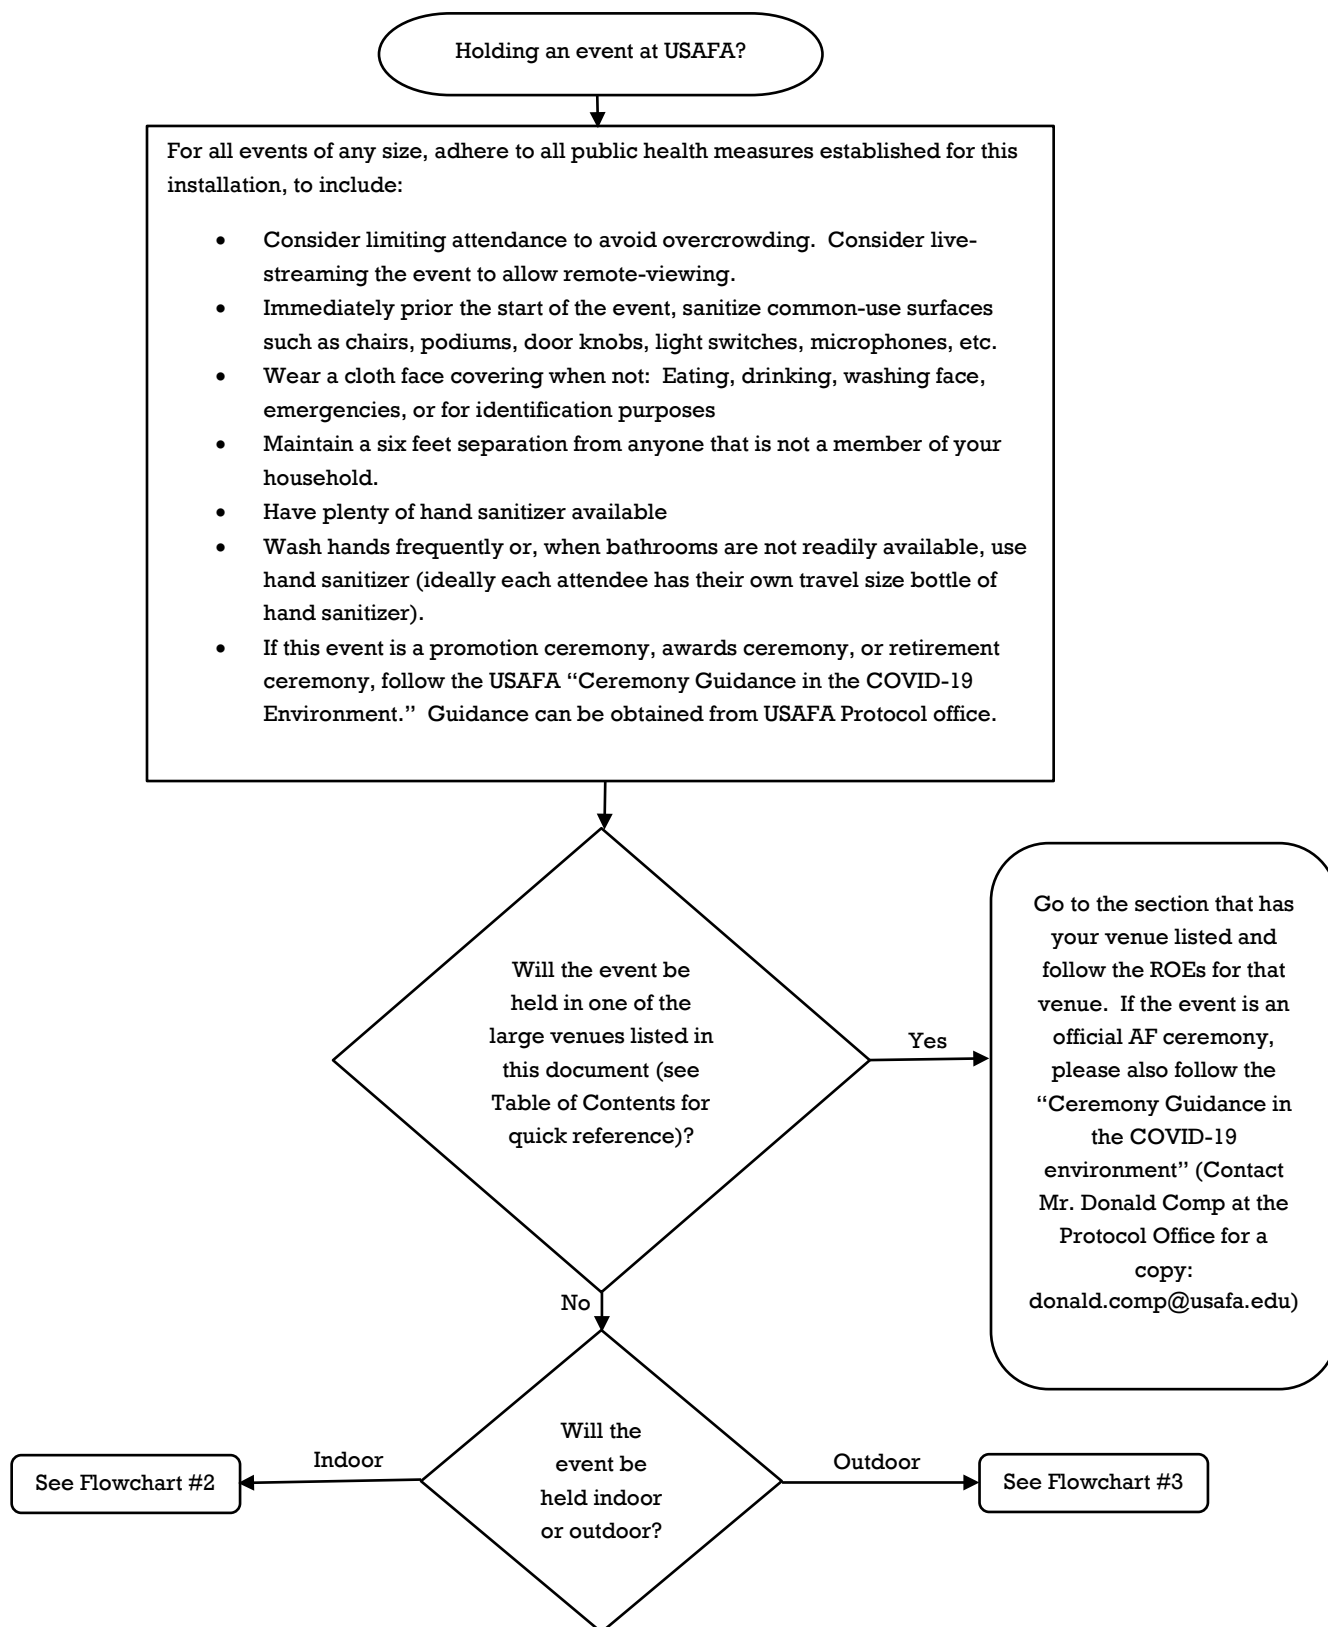 Holding an event at USAFA?
For all events of any size, adhere to all public health measures established for this
installation, to include:
• Consider limiting attendance to avoid overcrowding.  Consider live-
streaming the event to allow remote-viewing.
• Immediately prior the start of the event, sanitize common-use surfaces
such as chairs, podiums, door knobs, light switches, microphones, etc.
• Wear a cloth face covering when not:  Eating, drinking, washing face,
emergencies, or for identification purposes
• Maintain a six feet separation from anyone that is not a member of your
household.
• Have plenty of hand sanitizer available
• Wash hands frequently or, when bathrooms are not readily available, use
hand sanitizer (ideally each attendee has their own travel size bottle of
hand sanitizer).
• If this event is a promotion ceremony, awards ceremony, or retirement
ceremony, follow the USAFA “Ceremony Guidance in the COVID-19
Environment.”  Guidance can be obtained from USAFA Protocol office.
Will the event be
held in one of the
large venues listed in
this document (see
Table of Contents for
quick reference)?
Yes
Go to the section that has
your venue listed and
follow the ROEs for that
venue.  If the event is an
official AF ceremony,
please also follow the
“Ceremony Guidance in
the COVID-19
environment” (Contact
Mr. Donald Comp at the
Protocol Office for a
copy:
donald.comp@usafa.edu)
No
Will the
event be
held indoor
or outdoor?
Indoor
See Flowchart #2
Outdoor
See Flowchart #3